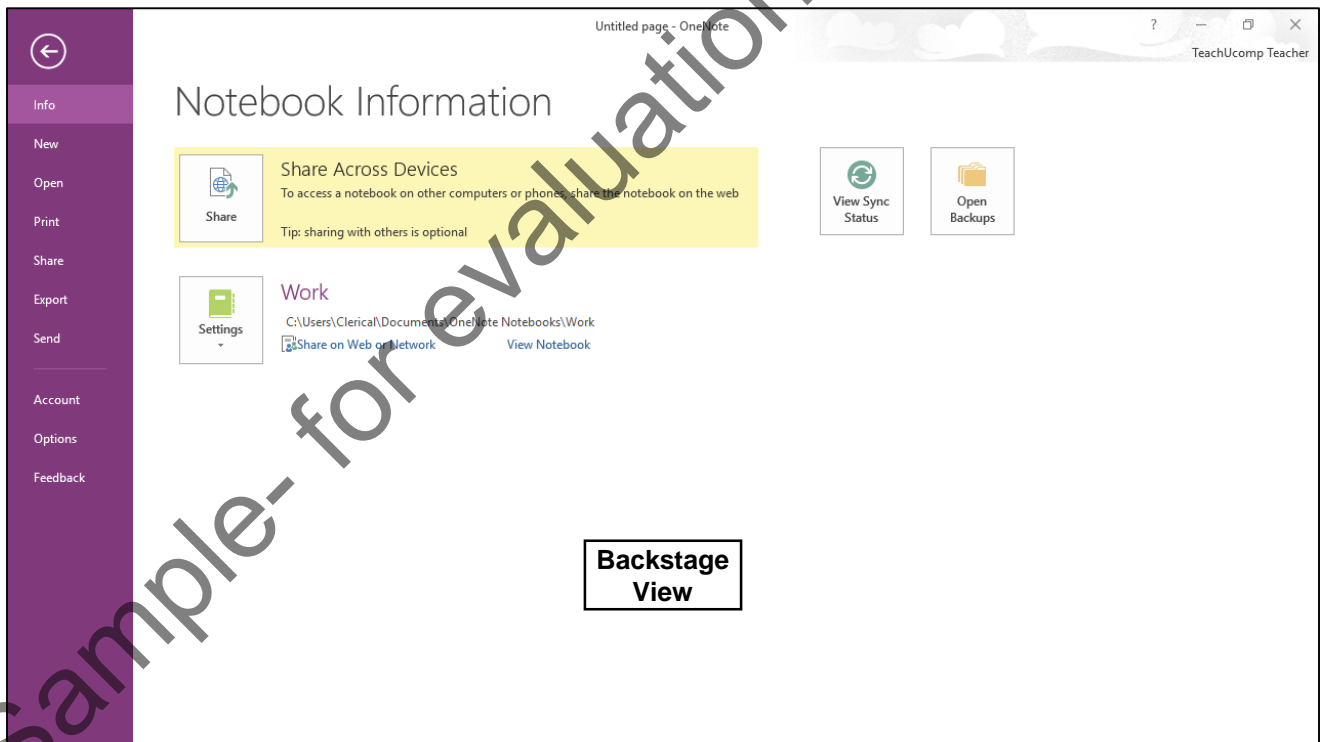 Untitled page - OneNote
?
TeachUcomp Teacher
Info
New
Open
Print
Share
Export
Send
Account
Options
Feedback
Notebook Information
Share
Share Across Devices
To access a notebook on other computers or phones, share the notebook on the web
Tip: sharing with others is optional
View Sync
Status
Open
Backups
Settings
Work
C:\Users\Clerical\Documents\OneNote Notebooks\Work
Share on Web or Network
View Notebook
Backstage
View
Sample- for evaluation